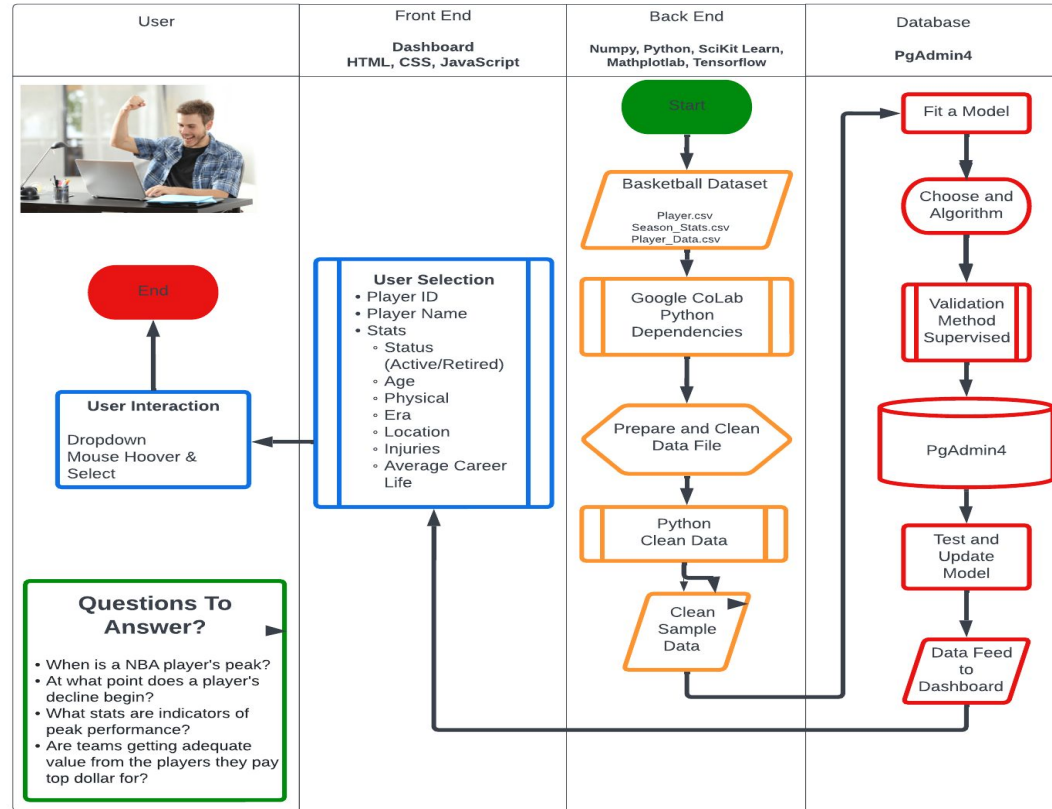 User
Front End
Dashboard
HTML, CSS, JavaScript
Back End
Numpy, Python, SciKit Learn,
Mathplotlab, Tensorflow
Database
PgAdmin4
End
User Interaction
Dropdown
Mouse Hoover &
Select
Questions To
Answer?
• When is a NBA player's peak?
• At what point does a player's
decline begin?
• What stats are indicators of
peak performance?
• Are teams getting adequate
value from the players they pay
top dollar for?
User Selection
• Player ID
• Player Name
• Stats
◦ Status
(Active/Retired)
◦ Age
◦ Physical
◦ Era
◦ Location
◦ Injuries
◦ Average Career
Life
Start
Basketball Dataset
Player.csv
Season_Stats.csv
Player_Data.csv
Google CoLab
Python
Dependencies
Prepare and Clean
Data File
Python
Clean Data
Clean
Sample
Data
Fit a Model
Choose and
Algorithm
Validation
Method
Supervised
PgAdmin4
Test and
Update
Model
Data Feed
to
Dashboard